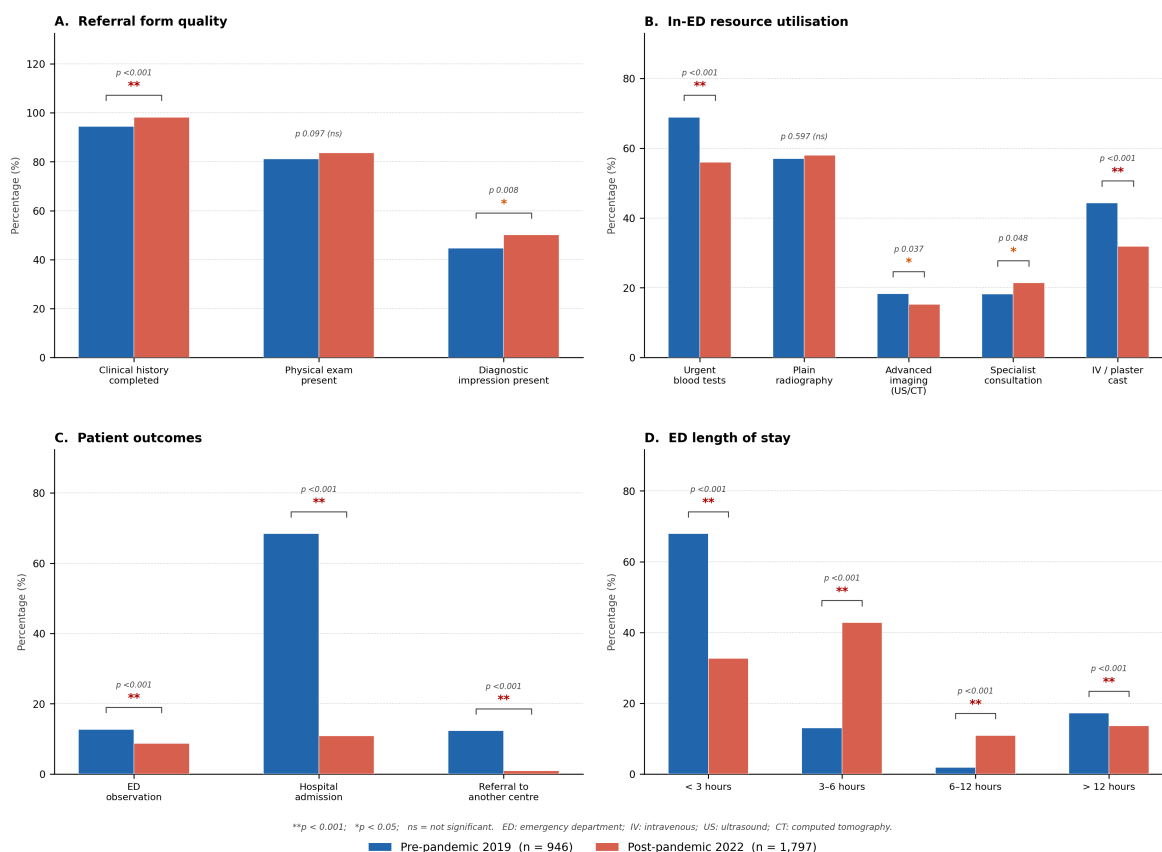 A.  Referral form quality
Percentage (%)
120
100
80
60
40
20
0
p <0.001
**
p 0.097 (ns)
p 0.008
*
Clinical history
completed
Physical exam
present
Diagnostic
impression present
B.  In-ED resource utilisation
Percentage (%)
80
60
40
20
0
p <0.001
**
p 0.597 (ns)
p 0.037
*
p 0.048
*
p <0.001
**
Urgent
blood tests
Plain
radiography
Advanced
imaging
(US/CT)
Specialist
consultation
IV / plaster
cast
C.  Patient outcomes
Percentage (%)
80
60
40
20
0
p <0.001
**
p <0.001
**
p <0.001
**
ED
observation
Hospital
admission
Referral to
another centre
D.  ED length of stay
Percentage (%)
80
60
40
20
0
p <0.001
**
p <0.001
**
p <0.001
**
p <0.001
**
< 3 hours
3–6 hours
6–12 hours
> 12 hours
**p < 0.001;   *p < 0.05;   ns = not significant.   ED: emergency department;  IV: intravenous;  US: ultrasound;  CT: computed tomography.
Pre-pandemic 2019  (n = 946)
Post-pandemic 2022  (n = 1,797)